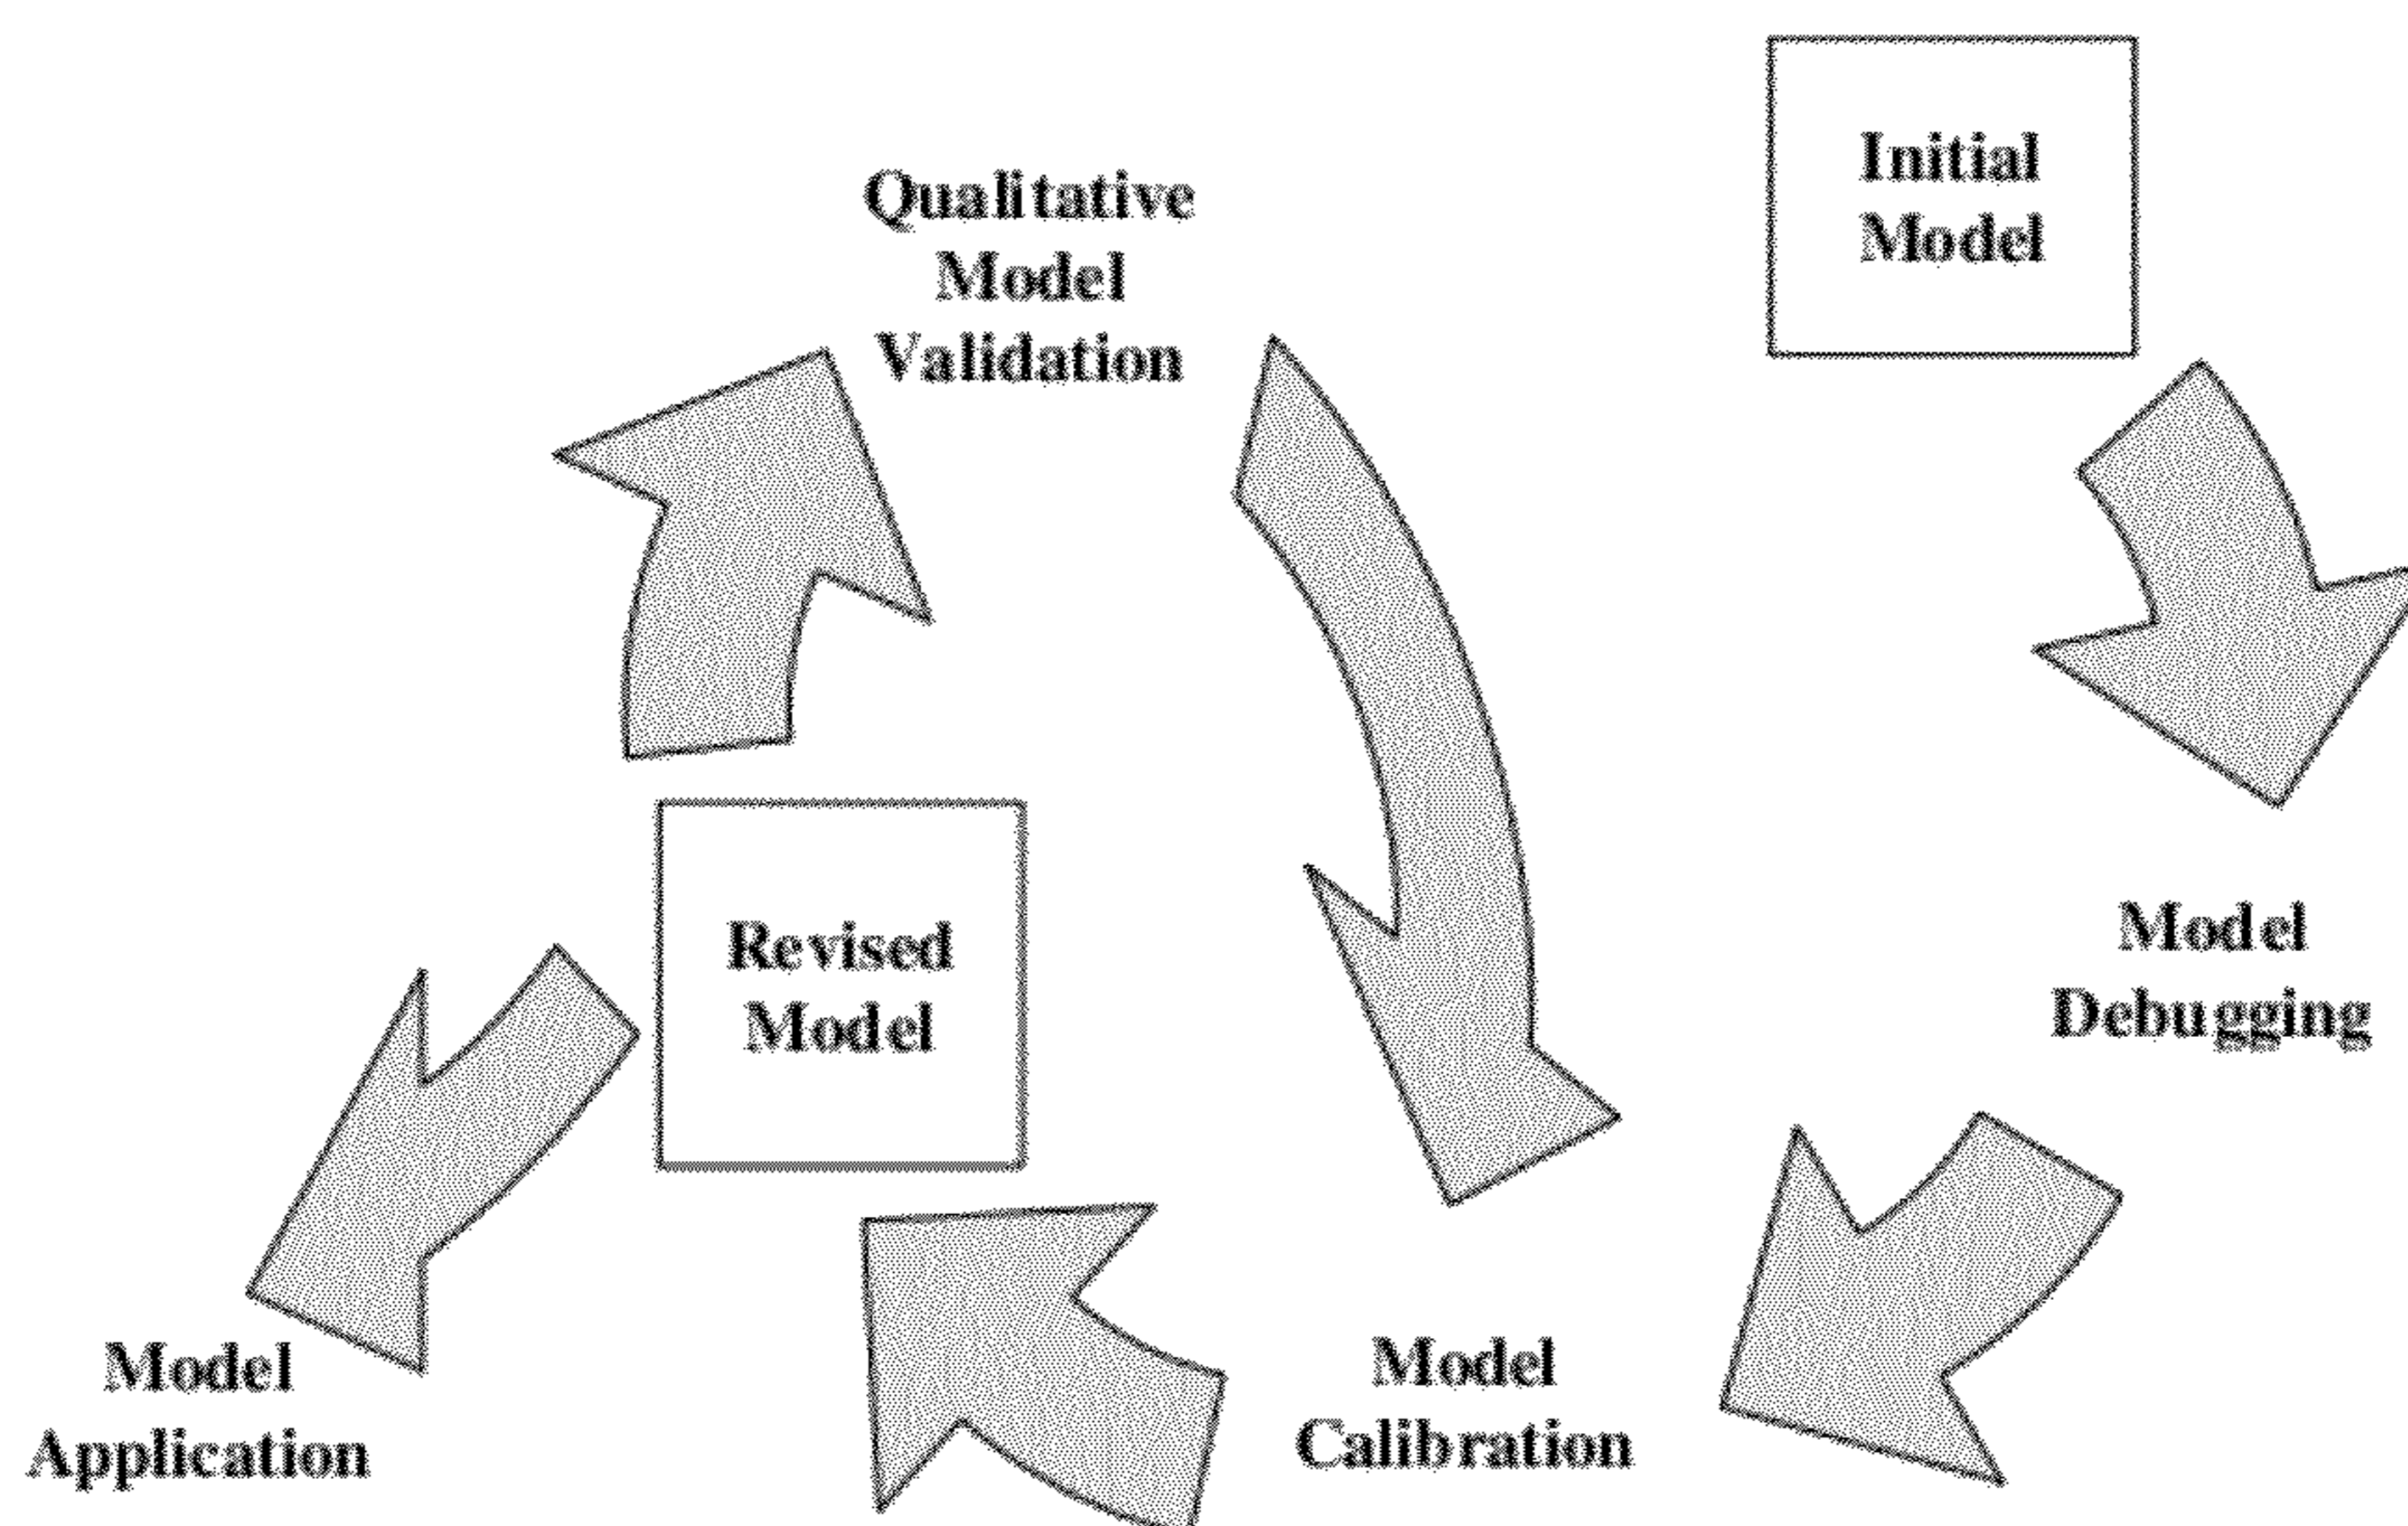 Initial
Model
Qualitative
Model
Validation
Revised
Model
Model
Debugging
Model
Application
Model
Calibration